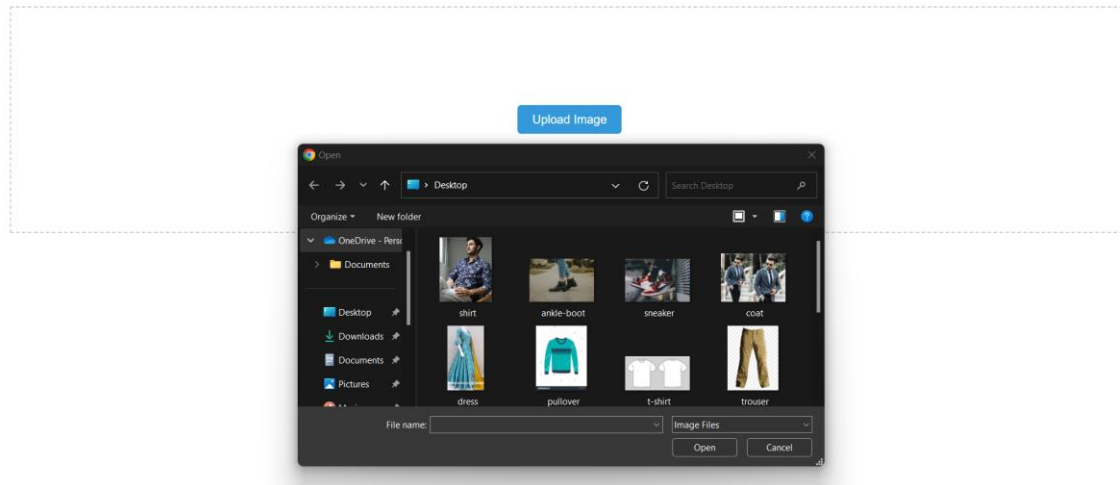 Upload Image
Open
Desktop
Search Desktop
Organize
New folder
OneDrive - Perso
Documents
Desktop
Downloads
Documents
Pictures
shirt
ankle-boot
sneaker
coat
dress
pullover
t-shirt
trouser
File name:
Image Files
Open
Cancel